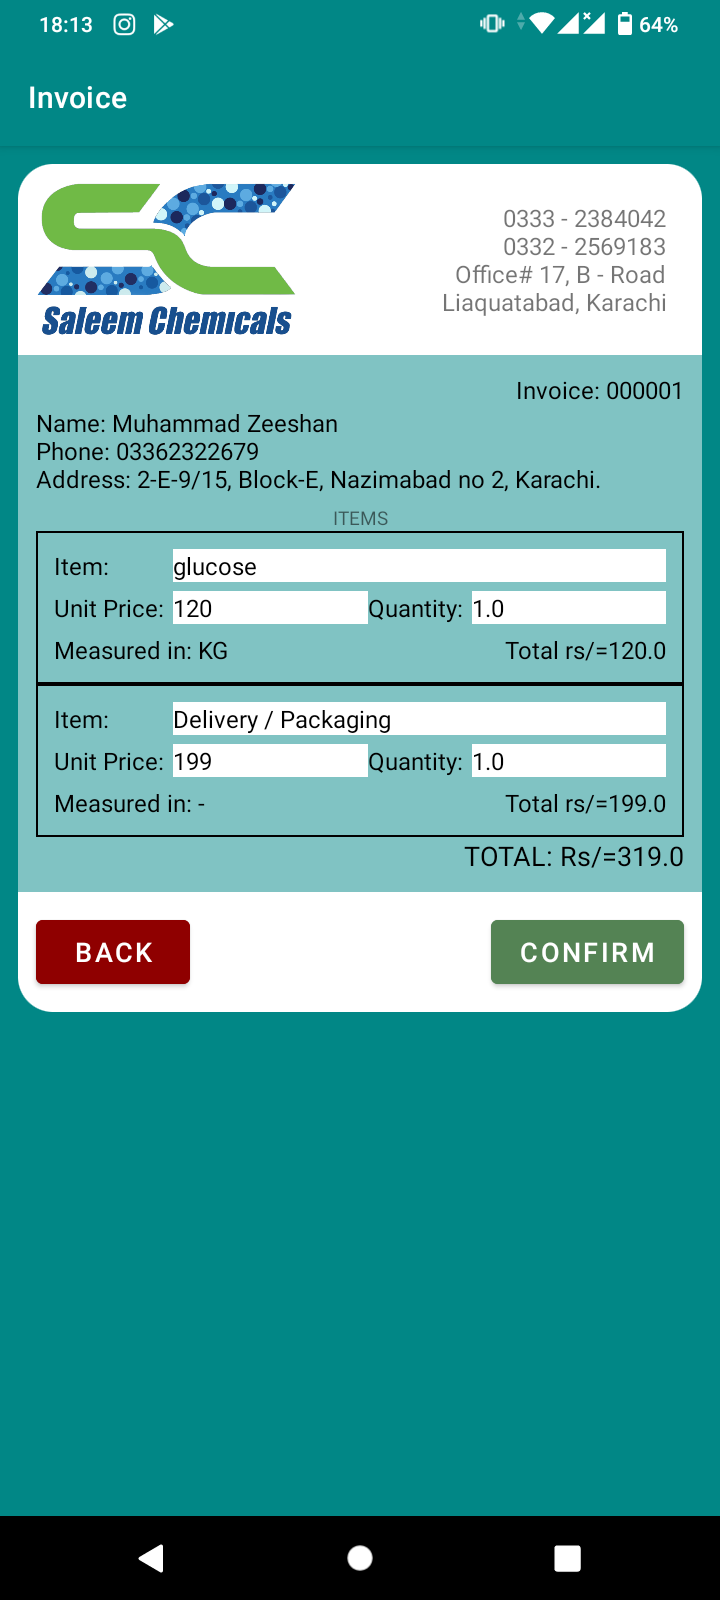 18:13
64%
Invoice
Saleem Chemicals
0333 - 2384042
0332 - 2569183
Office# 17, B - Road
Liaquatabad, Karachi
Invoice: 000001
Name: Muhammad Zeeshan
Phone: 03362322679
Address: 2-E-9/15, Block-E, Nazimabad no 2, Karachi.
ITEMS
Item: glucose
Unit Price: 120 Quantity: 1.0
Measured in: KG Total rs/=120.0
Item: Delivery / Packaging
Unit Price: 199 Quantity: 1.0
Measured in: - Total rs/=199.0
TOTAL: Rs/=319.0
BACK CONFIRM